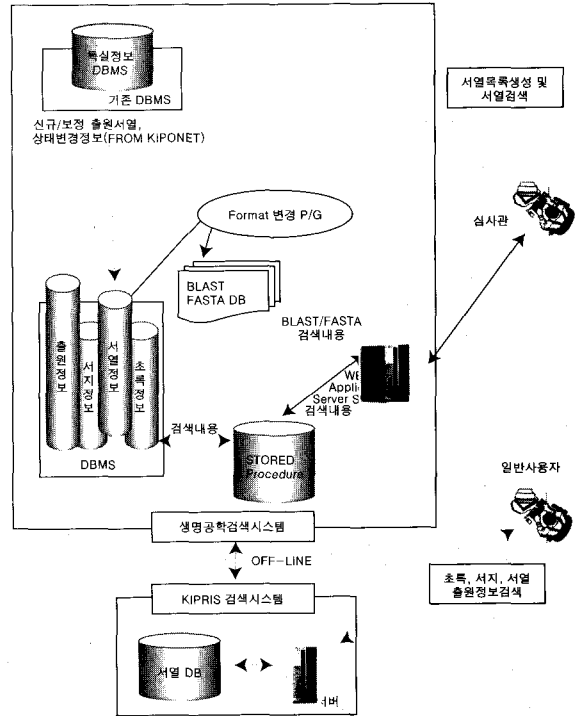 특실정보
DBMS
기존 DBMS
신규/보정 출원서열,
상태변경정보(FROM KIPONET)
서열목록생성 및
서열검색
심사관
Format 변경 P/G
BLAST
FASTA DB
BLAST/FASTA
검색내용
출원정보
서지정보
서열정보
초록정보
DBMS
검색내용
WE
Appli
Server S
검색내용
STORED
Procedure
생명공학검색시스템
일반사용자
초록, 서지, 서열
출원정보검색
OFF-LINE
KIPRIS 검색시스템
서열 DB